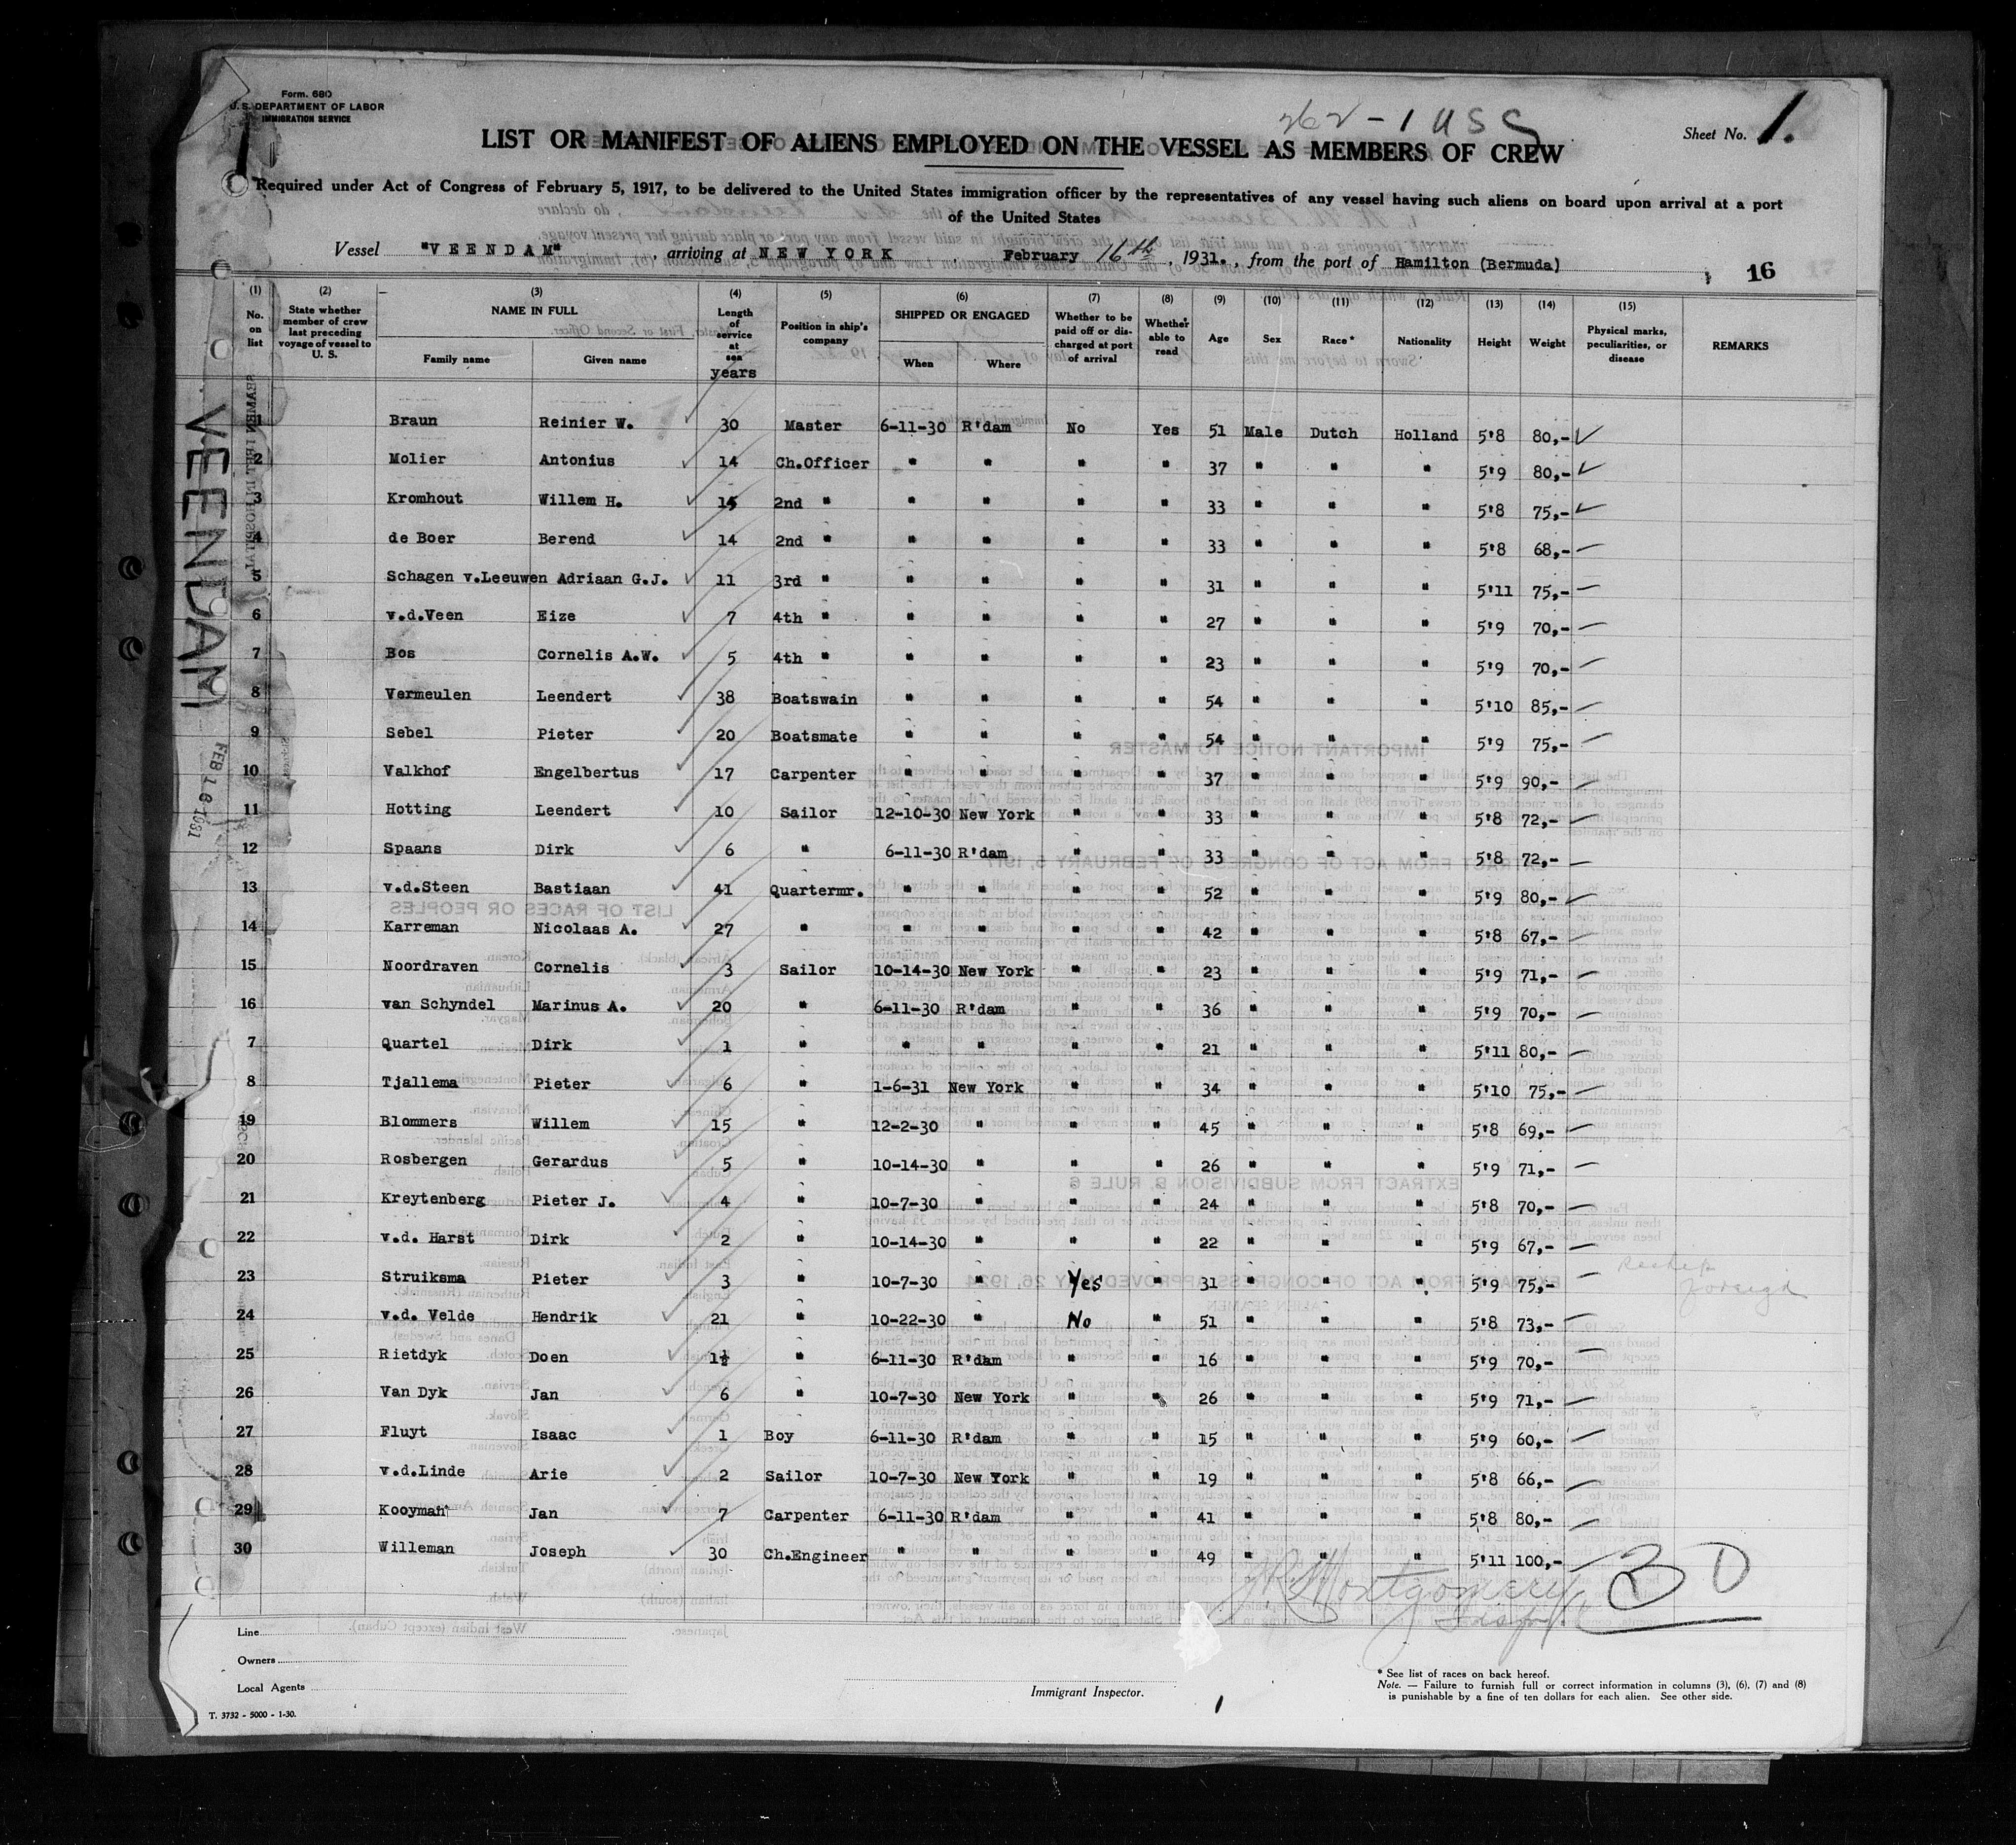 Form. 680
U. S. DEPARTMENT OF LABOR
IMMIGRATION SERVICE
262 - 1 USC
Sheet No. 1.
LIST OR MANIFEST OF ALIENS EMPLOYED ON THE VESSEL AS MEMBERS OF CREW
Required under Act of Congress of February 5, 1917, to be delivered to the United States immigration officer by the representatives of any vessel having such aliens on board upon arrival at a port
of the United States
Vessel "VEENDAM", arriving at NEW YORK, February 16th, 1931., from the port of Hamilton (Bermuda)
16
(1) No. on list (2) State whether member of crew last preceding voyage of vessel to U. S. (3) NAME IN FULL Family name Given name (4) Length of service at sea years (5) Position in ship's company (6) SHIPPED OR ENGAGED When Where (7) Whether to be paid off or discharged at port of arrival (8) Whether able to read (9) Age (10) Sex (11) Race * (12) Nationality (13) Height (14) Weight (15) Physical marks, peculiarities, or disease REMARKS
1 Braun Reinier W. 30 Master 6-11-30 R'dam No Yes 51 Male Dutch Holland 5'8 80,-
2 Molier Antonius 14 Ch.Officer " " " " 37 " " " 5'9 80,-
3 Kromhout Willem H. 15 2nd " " " " " 33 " " " 5'8 75,-
4 de Boer Berend 14 2nd " " " " " 33 " " " 5'8 68,-
5 Schagen v.Leeuwen Adriaan G.J. 11 3rd " " " " " 31 " " " 5'11 75,-
6 v.d.Veen Eize 7 4th " " " " " 27 " " " 5'9 70,-
7 Bos Cornelis A.W. 5 4th " " " " " 23 " " " 5'9 70,-
8 Vermeulen Leendert 38 Boatswain " " " " 54 " " " 5'10 85,-
9 Sebel Pieter 20 Boatsmate " " " " 54 " " " 5'9 75,-
10 Valkhof Engelbertus 17 Carpenter " " " " 37 " " " 5'9 90,-
11 Hotting Leendert 10 Sailor 12-10-30 New York " " 33 " " " 5'8 72,-
12 Spaans Dirk 6 " 6-11-30 R'dam " " 33 " " " 5'8 72,-
13 v.d.Steen Bastiaan 41 Quartermr. " " " " 52 " " " 5'9 80,-
14 Karreman Nicolaas A. 27 " " " " " 42 " " " 5'8 67,-
15 Noordraven Cornelis 3 Sailor 10-14-30 New York " " 23 " " " 5'9 71,-
16 van Schyndel Marinus A. 20 " 6-11-30 R'dam " " 36 " " " 5'9 70,-
7 Quartel Dirk 1 " " " " " 21 " " " 5'11 80,-
8 Tjallema Pieter 6 " 1-6-31 New York " " 34 " " " 5'10 75,-
19 Blommers Willem 15 " 12-2-30 " " " 45 " " " 5'8 69,-
20 Rosbergen Gerardus 5 " 10-14-30 " " " 26 " " " 5'9 71,-
21 Kreytenberg Pieter J. 4 " 10-7-30 " " " 24 " " " 5'8 70,-
22 v.d. Harst Dirk 2 " 10-14-30 " " " 22 " " " 5'9 67,-
23 Struiksma Pieter 3 " 10-7-30 " Yes " 31 " " " 5'9 75,- Reship foreign
24 v.d. Velde Hendrik 21 " 10-22-30 " No " 51 " " " 5'8 73,-
25 Rietdyk Doen 1½ " 6-11-30 R'dam " " 16 " " " 5'9 70,-
26 Van Dyk Jan 6 " 10-7-30 New York " " 26 " " " 5'9 71,-
27 Fluyt Isaac 1 Boy 6-11-30 R'dam " " 15 " " " 5'9 60,-
28 v.d.Linde Arie 2 Sailor 10-7-30 New York " " 19 " " " 5'8 66,-
29 Kooyman Jan 7 Carpenter 6-11-30 R'dam " " 41 " " " 5'8 80,-
30 Willeman Joseph 30 Ch.Engineer " " " " 49 " " " 5'11 100,-
VEENDAM
FEB 16 1931
J.R. Montgomery
Insp
30
Line
Owners
Local Agents
Immigrant Inspector.
* See list of races on back hereof.
Note. — Failure to furnish full or correct information in columns (3), (6), (7) and (8)
is punishable by a fine of ten dollars for each alien. See other side.
T. 3732 - 5000 - 1-30.
1